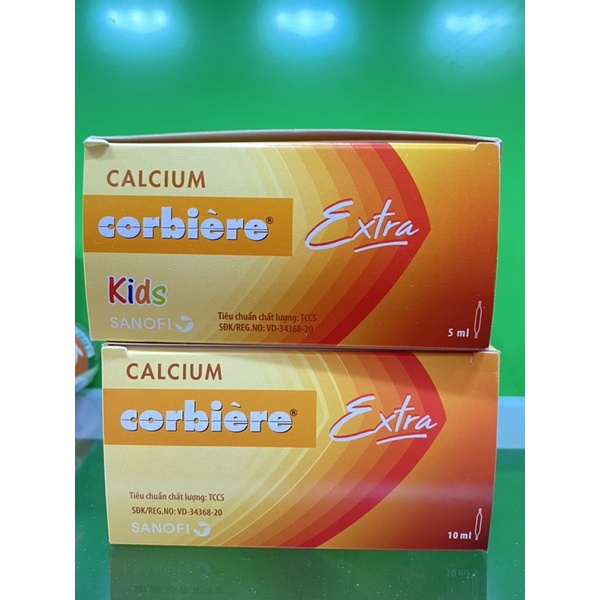 CALCIUM
corbière® Extra
Kids
SANOFI
Tiêu chuẩn chất lượng: TCCS
SĐK/REG.NO: VD-34368-20
5 ml
CALCIUM
corbière® Extra
Tiêu chuẩn chất lượng: TCCS
SĐK/REG.NO: VD-34368-20
SANOFI
10 ml